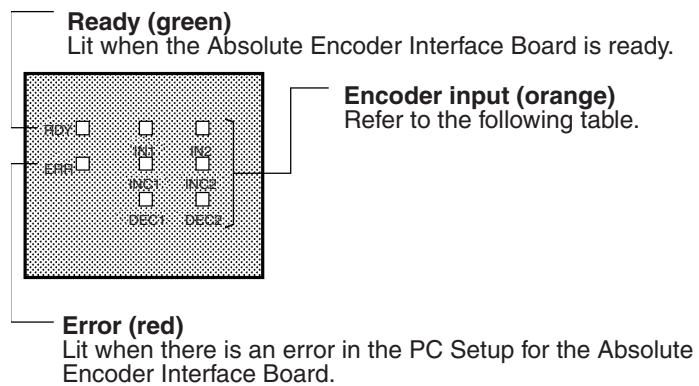 Ready (green)
Lit when the Absolute Encoder Interface Board is ready.
Encoder input (orange)
Refer to the following table.
RDY
IN1 IN2
ERR
INC1 INC2
DEC1 DEC2
Error (red)
Lit when there is an error in the PC Setup for the Absolute
Encoder Interface Board.